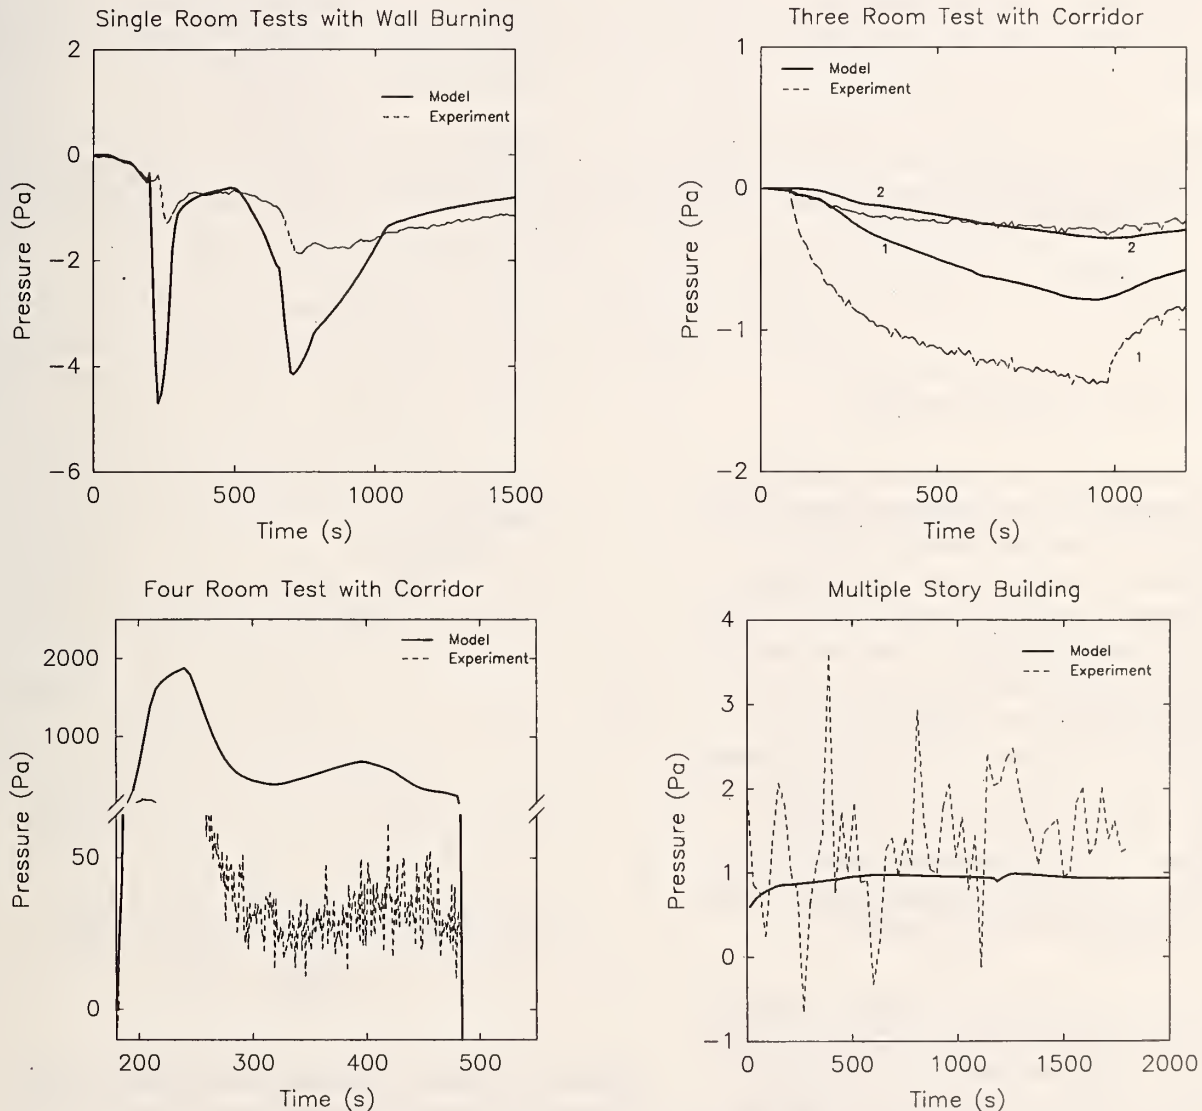 Single Room Tests with Wall Burning
2
0
−2
−4
−6
Pressure (Pa)
Model
Experiment
0 500 1000 1500
Time (s)
Three Room Test with Corridor
1
0
−1
−2
Pressure (Pa)
Model
Experiment
2
1
2
1
0 500 1000
Time (s)
Four Room Test with Corridor
2000
1000
50
0
Pressure (Pa)
Model
Experiment
200 300 400 500
Time (s)
Multiple Story Building
4
3
2
1
0
−1
Pressure (Pa)
Model
Experiment
0 500 1000 1500 2000
Time (s)